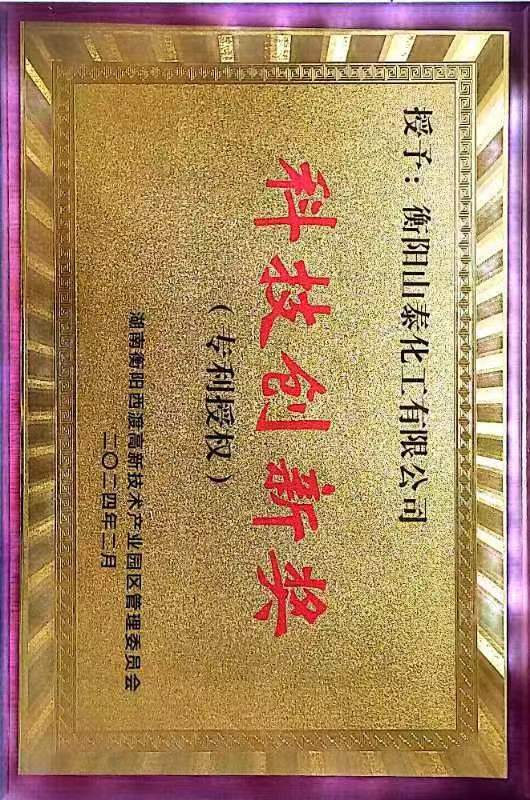 授予：衡阳山泰化工有限公司
科技创新奖
（专利授权）
湖南衡阳西渡高新技术产业园区管理委员会
二〇二四年二月